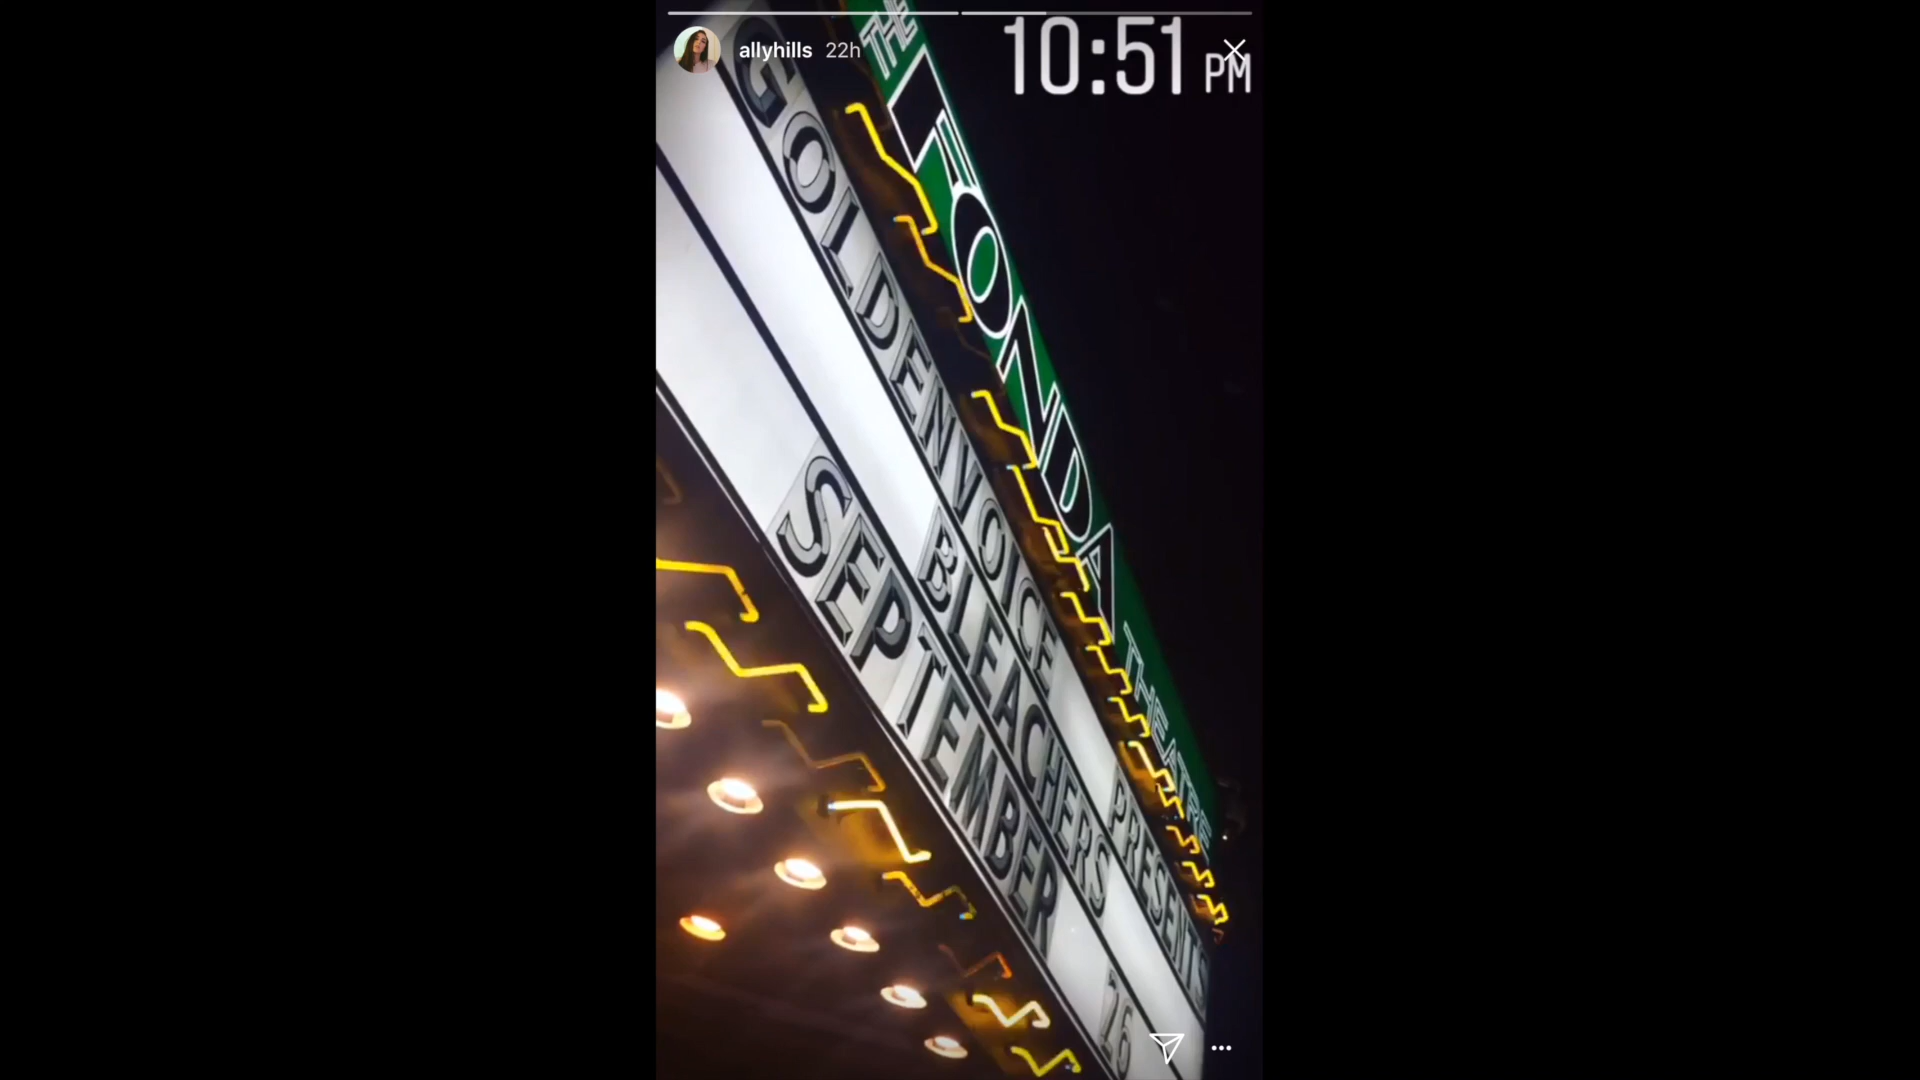 allyhills 22h
10:51 PM
THE FONDA THEATRE
GOLDENVOICE PRESENTS
BLEACHERS
SEPTEMBER 26